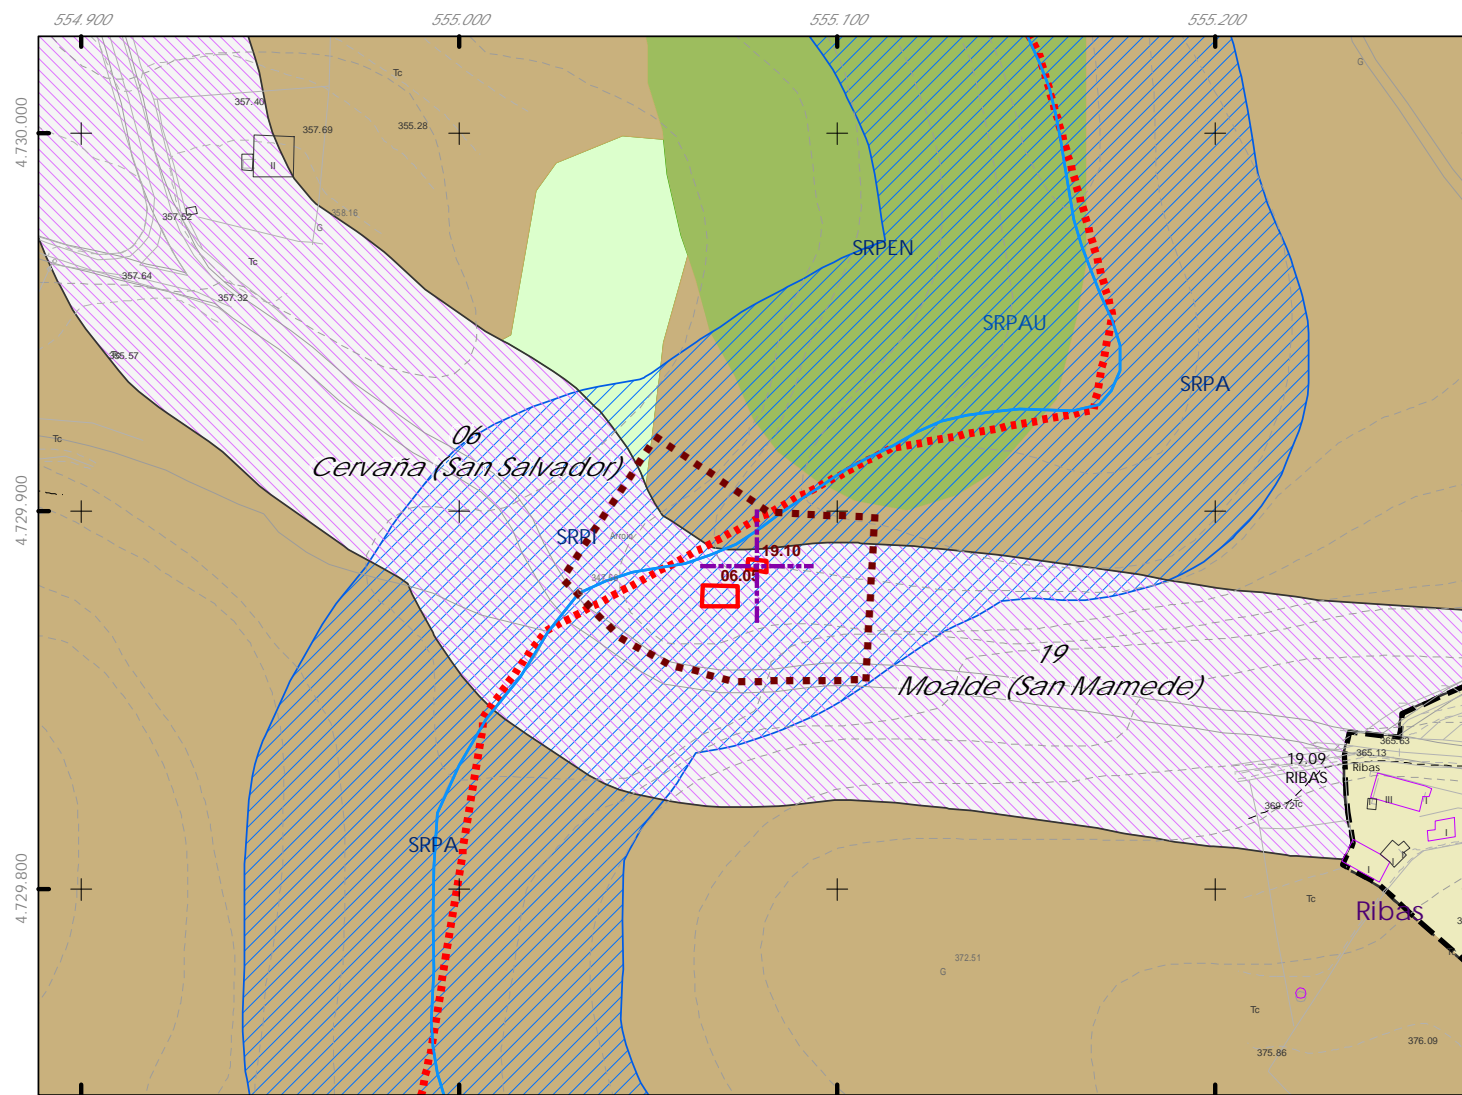 554.900
555.000
555.100
555.200
4.730.000
4.729.900
4.729.800
Tc
G
357.40
357.69
355.28
II
357.52
358.16
G
Tc
357.64
357.32
SRPEN
SRPAU
SRPA
Tc
06
Cervaña (San Salvador)
SRPI
19.10
06.05
19
Moalde (San Mamede)
19.09
RIBAS
365.63
365.13
Ribas
III
I
369.72
Tc
I
I
SRPA
Tc
Ribas
372.51
G
Tc
375.86
376.09